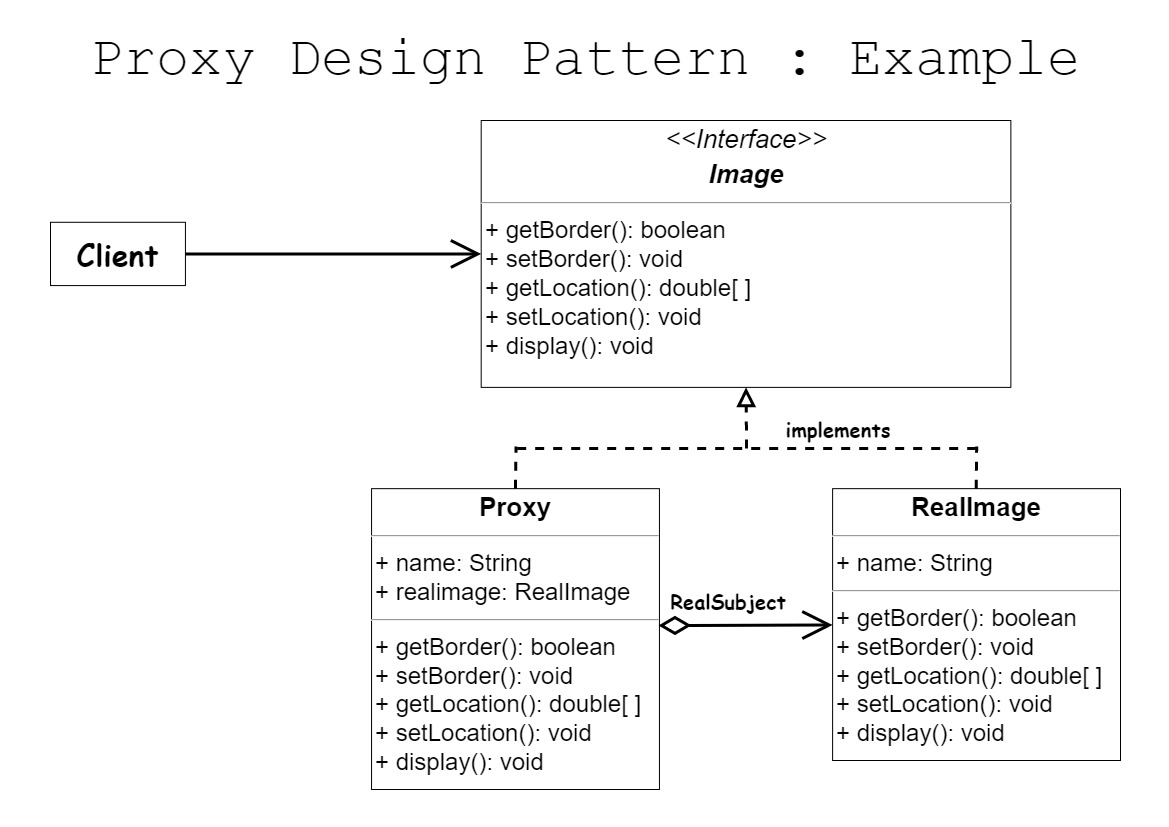 Proxy Design Pattern : Example
<<Interface>>
Image
+ getBorder(): boolean
+ setBorder(): void
+ getLocation(): double[ ]
+ setLocation(): void
+ display(): void
Client
implements
Proxy
+ name: String
+ realimage: RealImage
+ getBorder(): boolean
+ setBorder(): void
+ getLocation(): double[ ]
+ setLocation(): void
+ display(): void
RealSubject
RealImage
+ name: String
+ getBorder(): boolean
+ setBorder(): void
+ getLocation(): double[ ]
+ setLocation(): void
+ display(): void